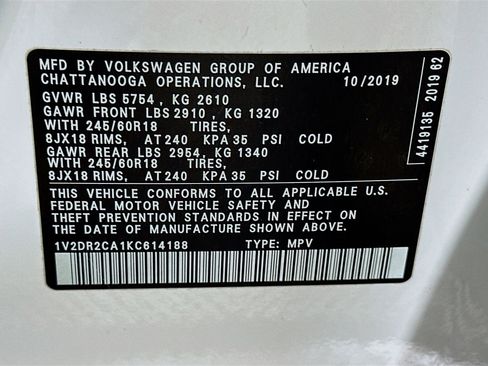 MFD BY VOLKSWAGEN GROUP OF AMERICA
CHATTANOOGA OPERATIONS, LLC. 10/2019
GVWR LBS 5754 , KG 2610
GAWR FRONT LBS 2910 , KG 1320
WITH 245/60R18 TIRES,
8JX18 RIMS, AT 240 KPA 35 PSI COLD
GAWR REAR LBS 2954, KG 1340
WITH 245/60R18 TIRES,
8JX18 RIMS, AT 240 KPA 35 PSI COLD
THIS VEHICLE CONFORMS TO ALL APPLICABLE U.S.
FEDERAL MOTOR VEHICLE SAFETY AND
THEFT PREVENTION STANDARDS IN EFFECT ON
THE DATE OF MANUFACTURE SHOWN ABOVE.
1V2DR2CA1KC614188 TYPE: MPV
4419135 2019 62